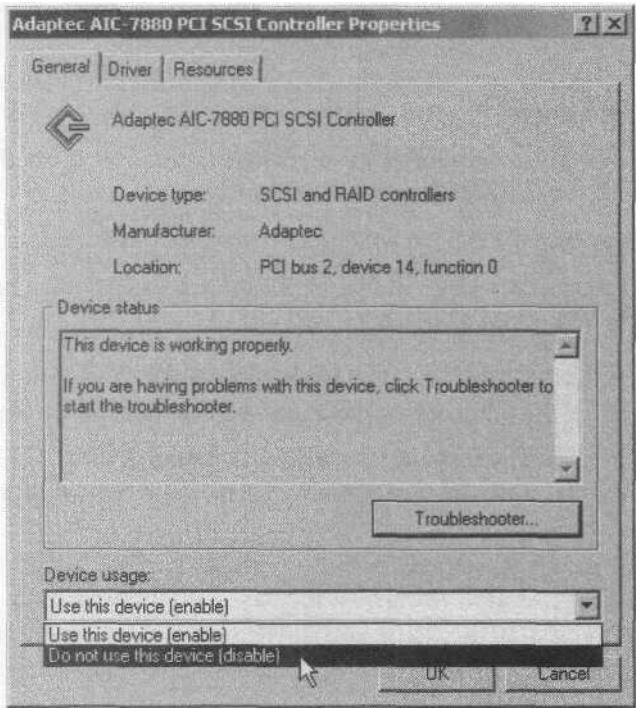 Adaptec AIC-7880 PCI SCSI Controller Properties
General Driver Resources
Adaptec AIC-7880 PCI SCSI Controller
Device type: SCSI and RAID controllers
Manufacturer: Adaptec
Location: PCI bus 2, device 14, function 0
Device status
This device is working properly.
If you are having problems with this device, click Troubleshooter to
start the troubleshooter.
Troubleshooter...
Device usage:
Use this device (enable)
Use this device (enable)
Do not use this device (disable)
OK Cancel